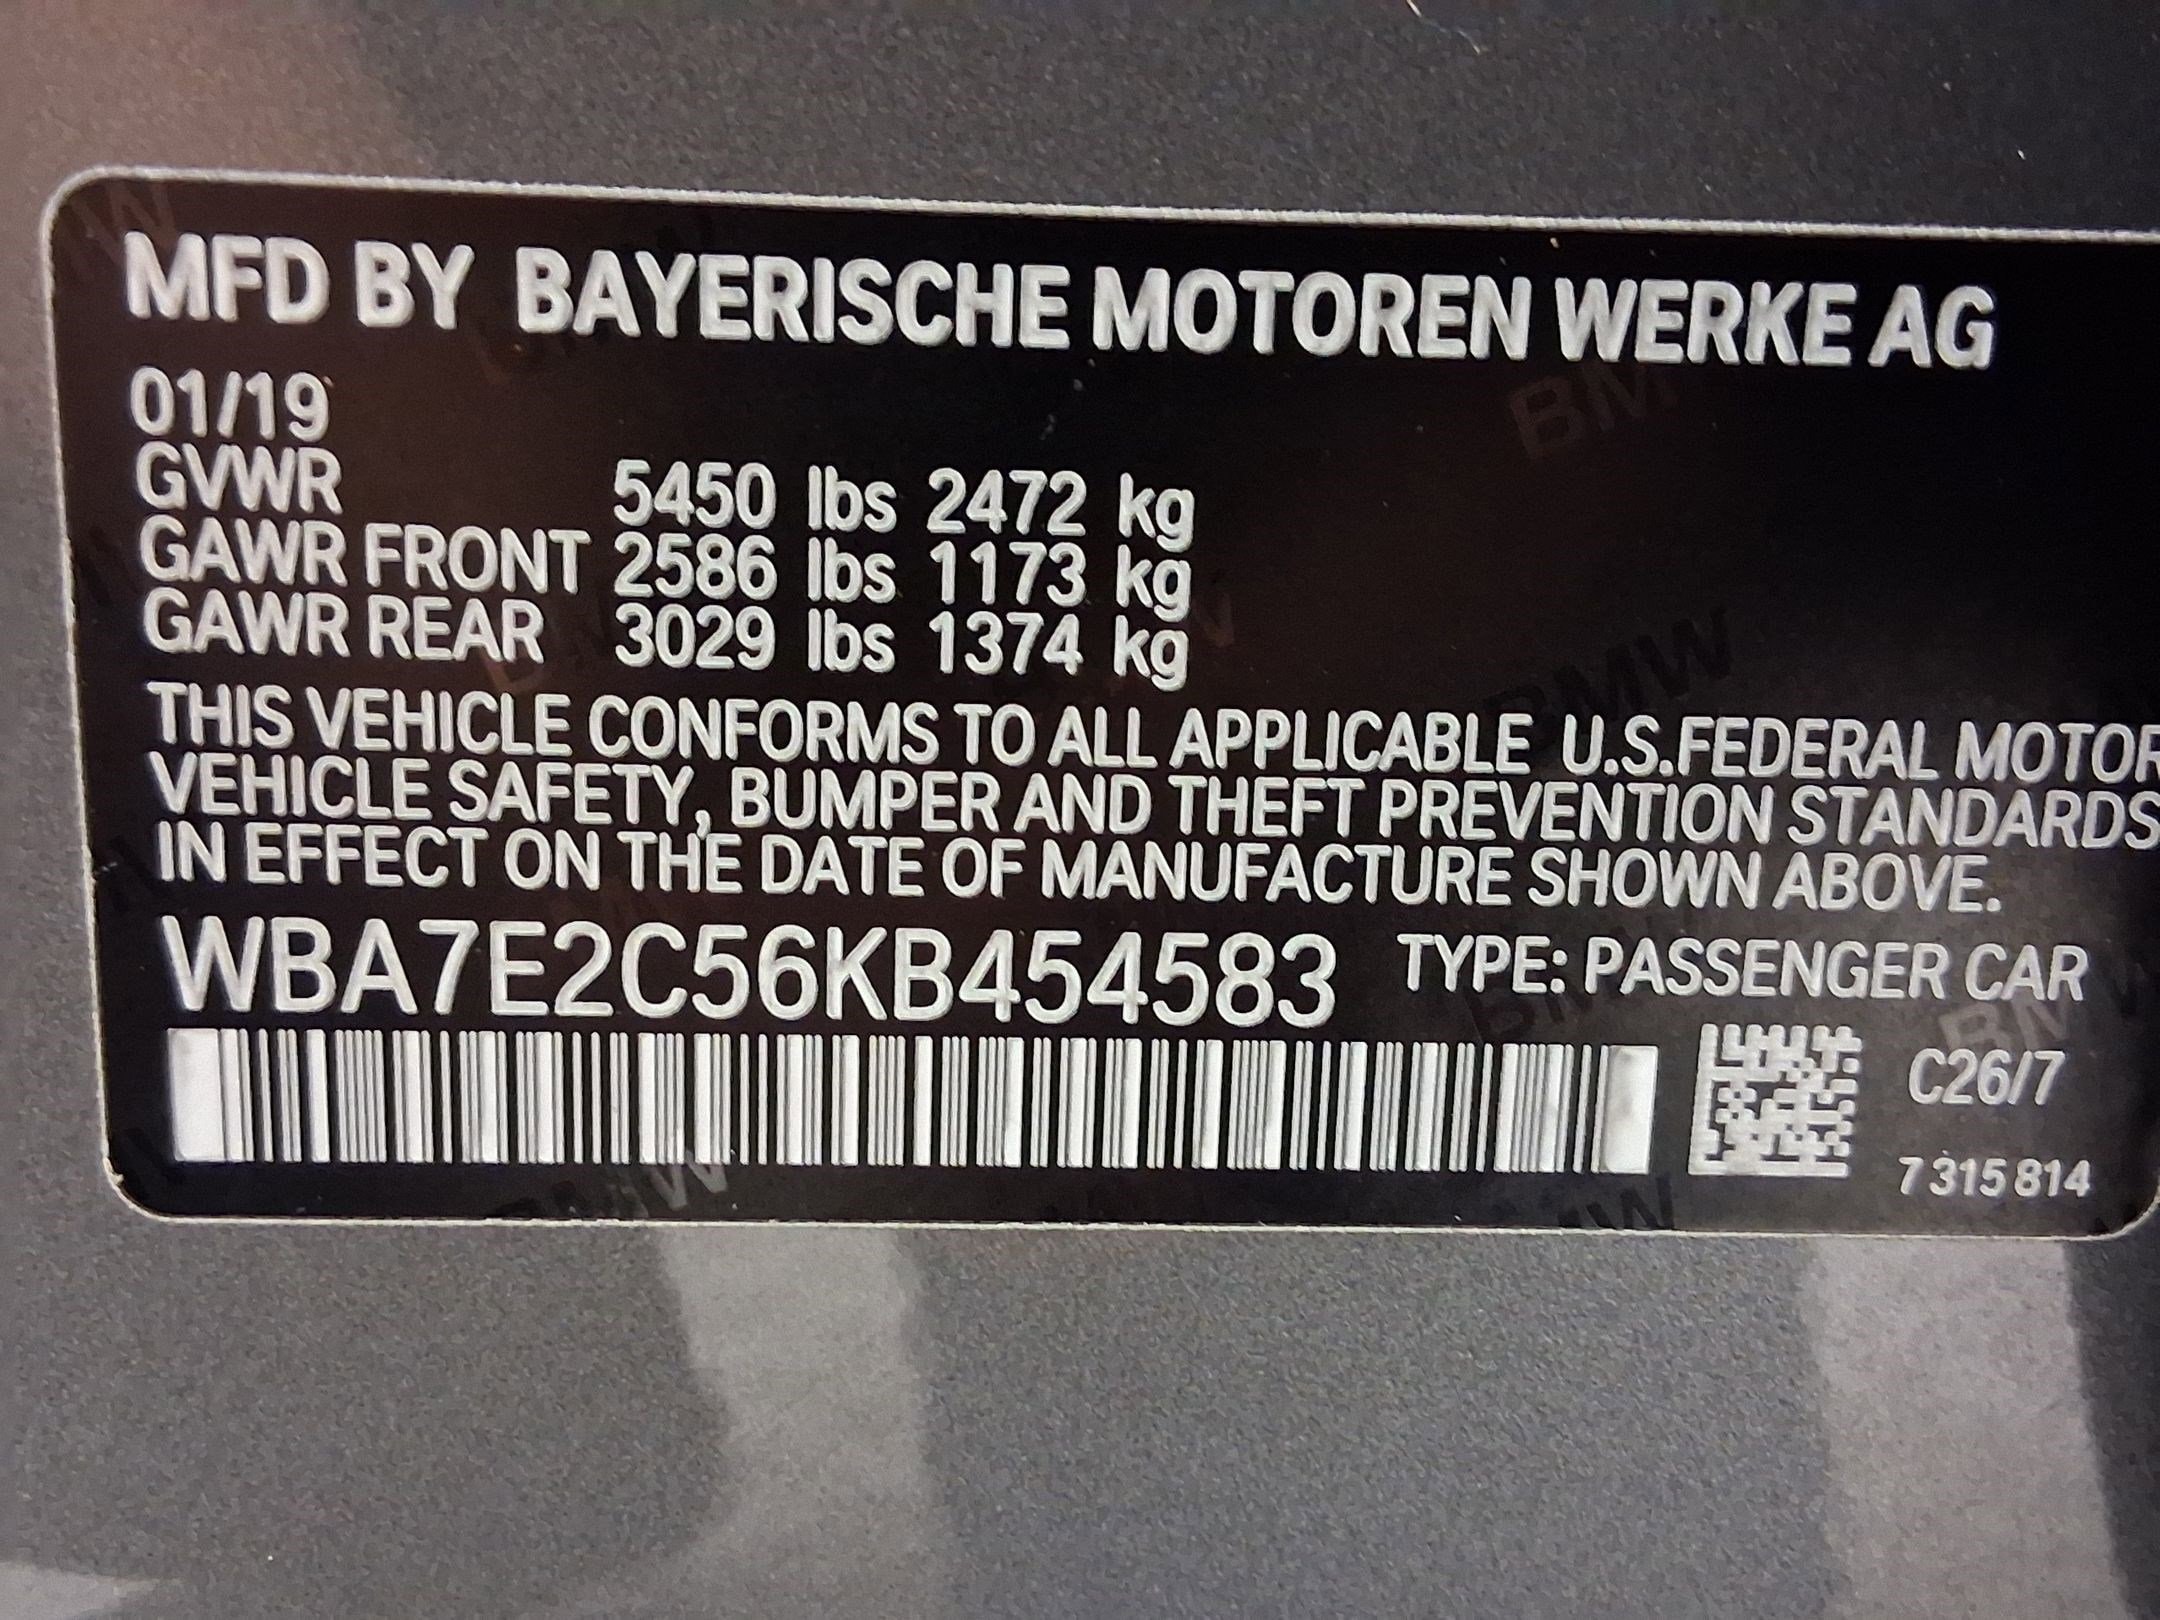 MFD BY BAYERISCHE MOTOREN WERKE AG
01/19
GVWR 5450 lbs 2472 kg
GAWR FRONT 2586 lbs 1173 kg
GAWR REAR 3029 lbs 1374 kg
THIS VEHICLE CONFORMS TO ALL APPLICABLE U.S.FEDERAL MOTOR
VEHICLE SAFETY, BUMPER AND THEFT PREVENTION STANDARDS
IN EFFECT ON THE DATE OF MANUFACTURE SHOWN ABOVE.
WBA7E2C56KB454583 TYPE: PASSENGER CAR
C26/7
7 315 814